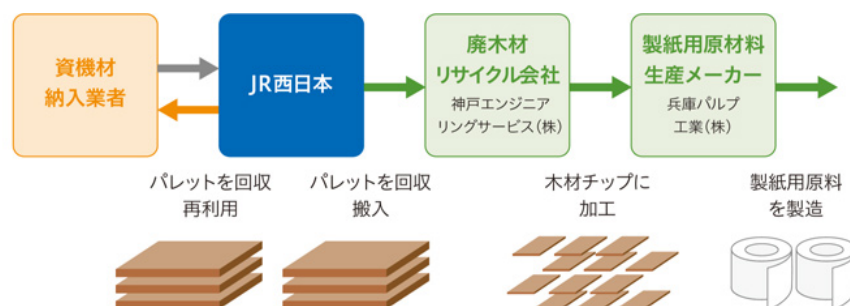 資機材
納入業者
JR西日本
廃木材
リサイクル会社
神戸エンジニア
リングサービス(株)
製紙用原材料
生産メーカー
兵庫パルプ
工業(株)
パレットを回収
再利用
パレットを回収
搬入
木材チップに
加工
製紙用原料
を製造